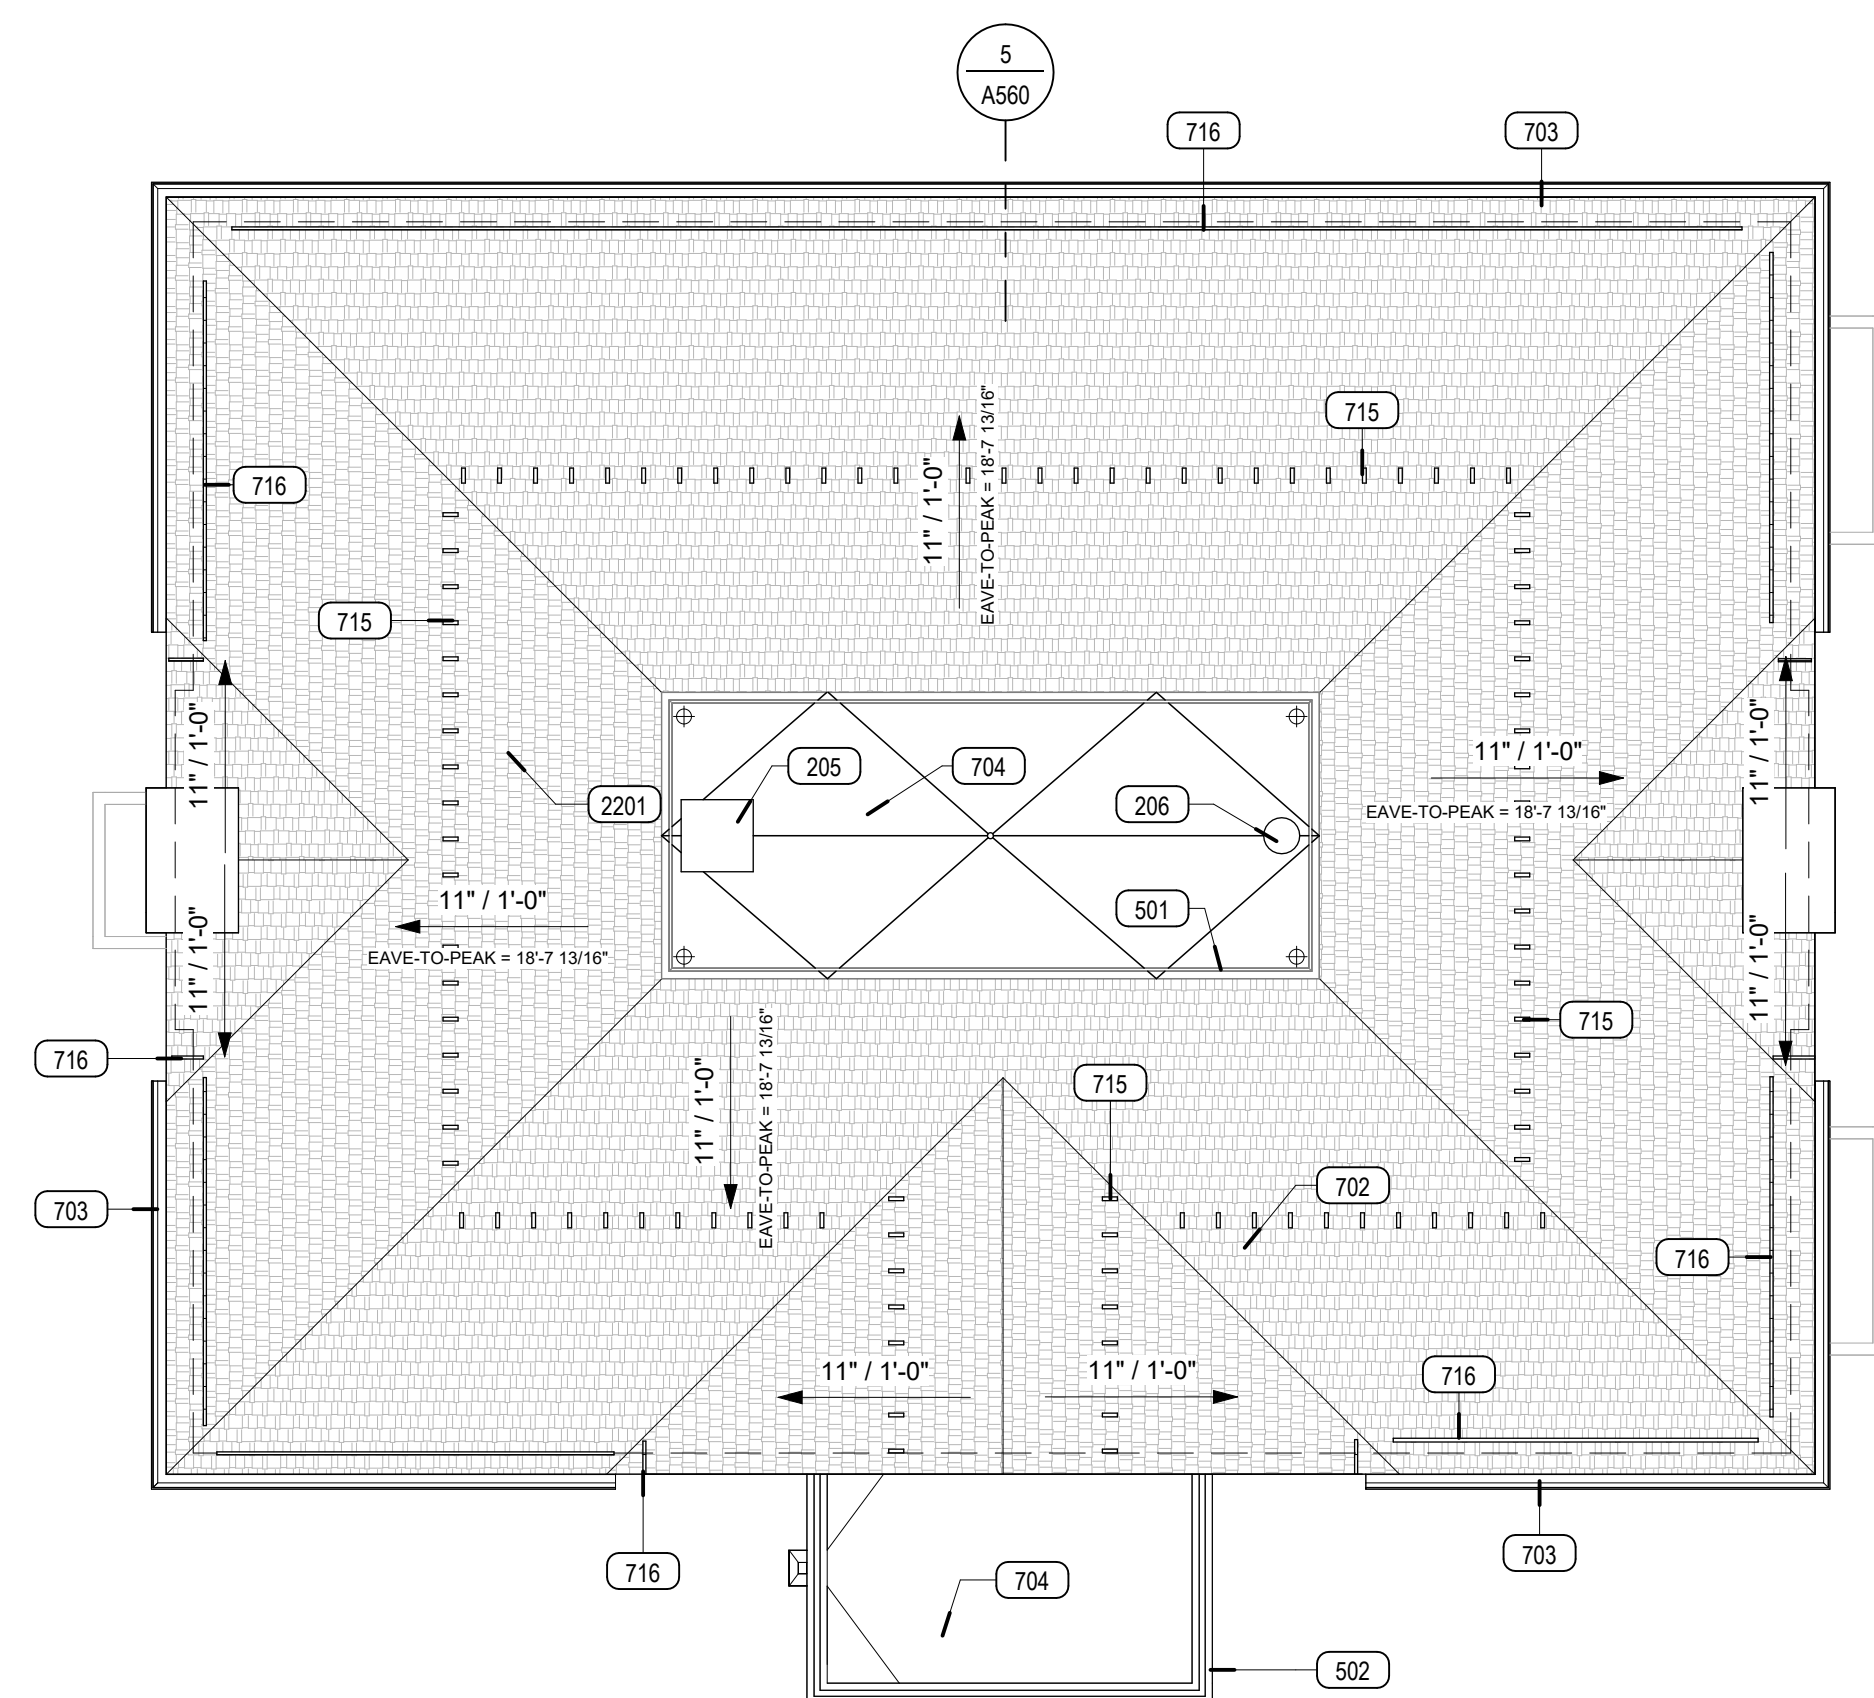 5
A560
716
703
715
11" / 1'-0"
EAVE-TO-PEAK = 18'-7 13/16"
716
715
11" / 1'-0"
11" / 1'-0"
11" / 1'-0"
205
704
206
2201
EAVE-TO-PEAK = 18'-7 13/16"
11" / 1'-0"
501
11" / 1'-0"
11" / 1'-0"
EAVE-TO-PEAK = 18'-7 13/16"
715
716
11" / 1'-0"
EAVE-TO-PEAK = 18'-7 13/16"
715
702
703
716
11" / 1'-0"
11" / 1'-0"
716
716
703
704
502